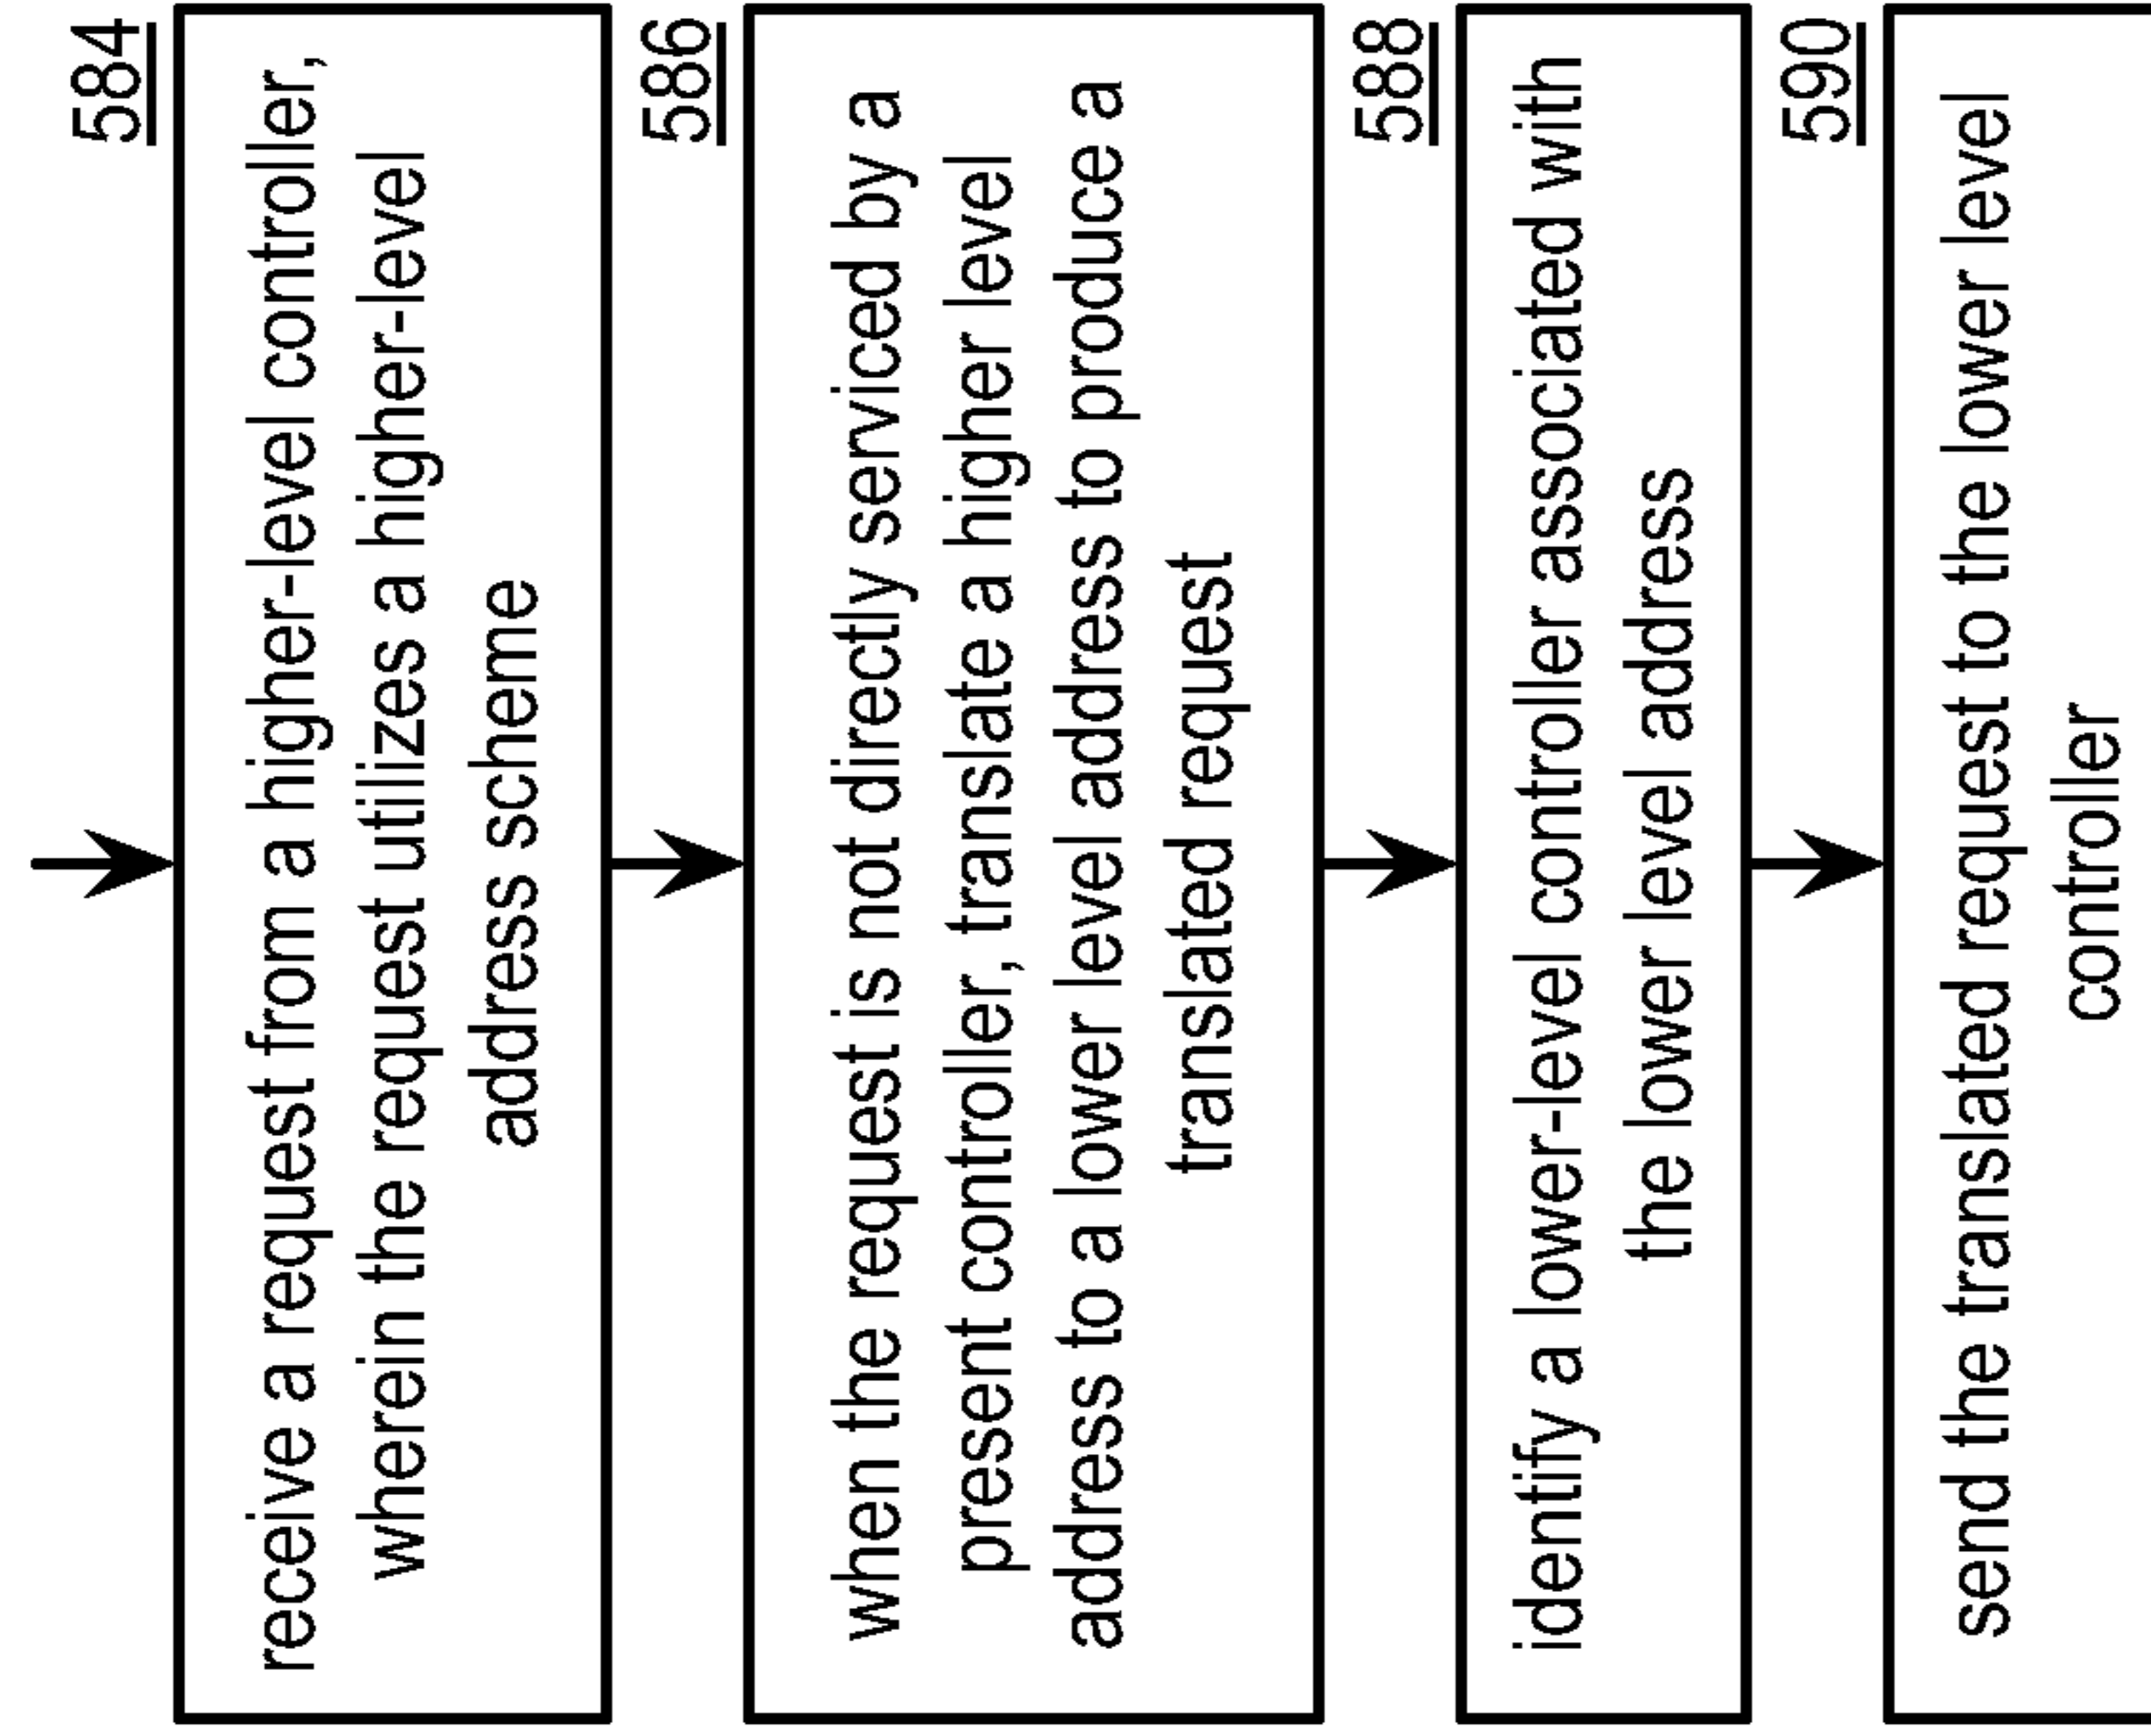 584
receive a request from a higher-level controller,
wherein the request utilizes a higher-level
address scheme
586
when the request is not directly serviced by a
present controller, translate a higher level
address to a lower level address to produce a
translated request
588
identify a lower-level controller associated with
the lower level address
590
send the translated request to the lower level
controller